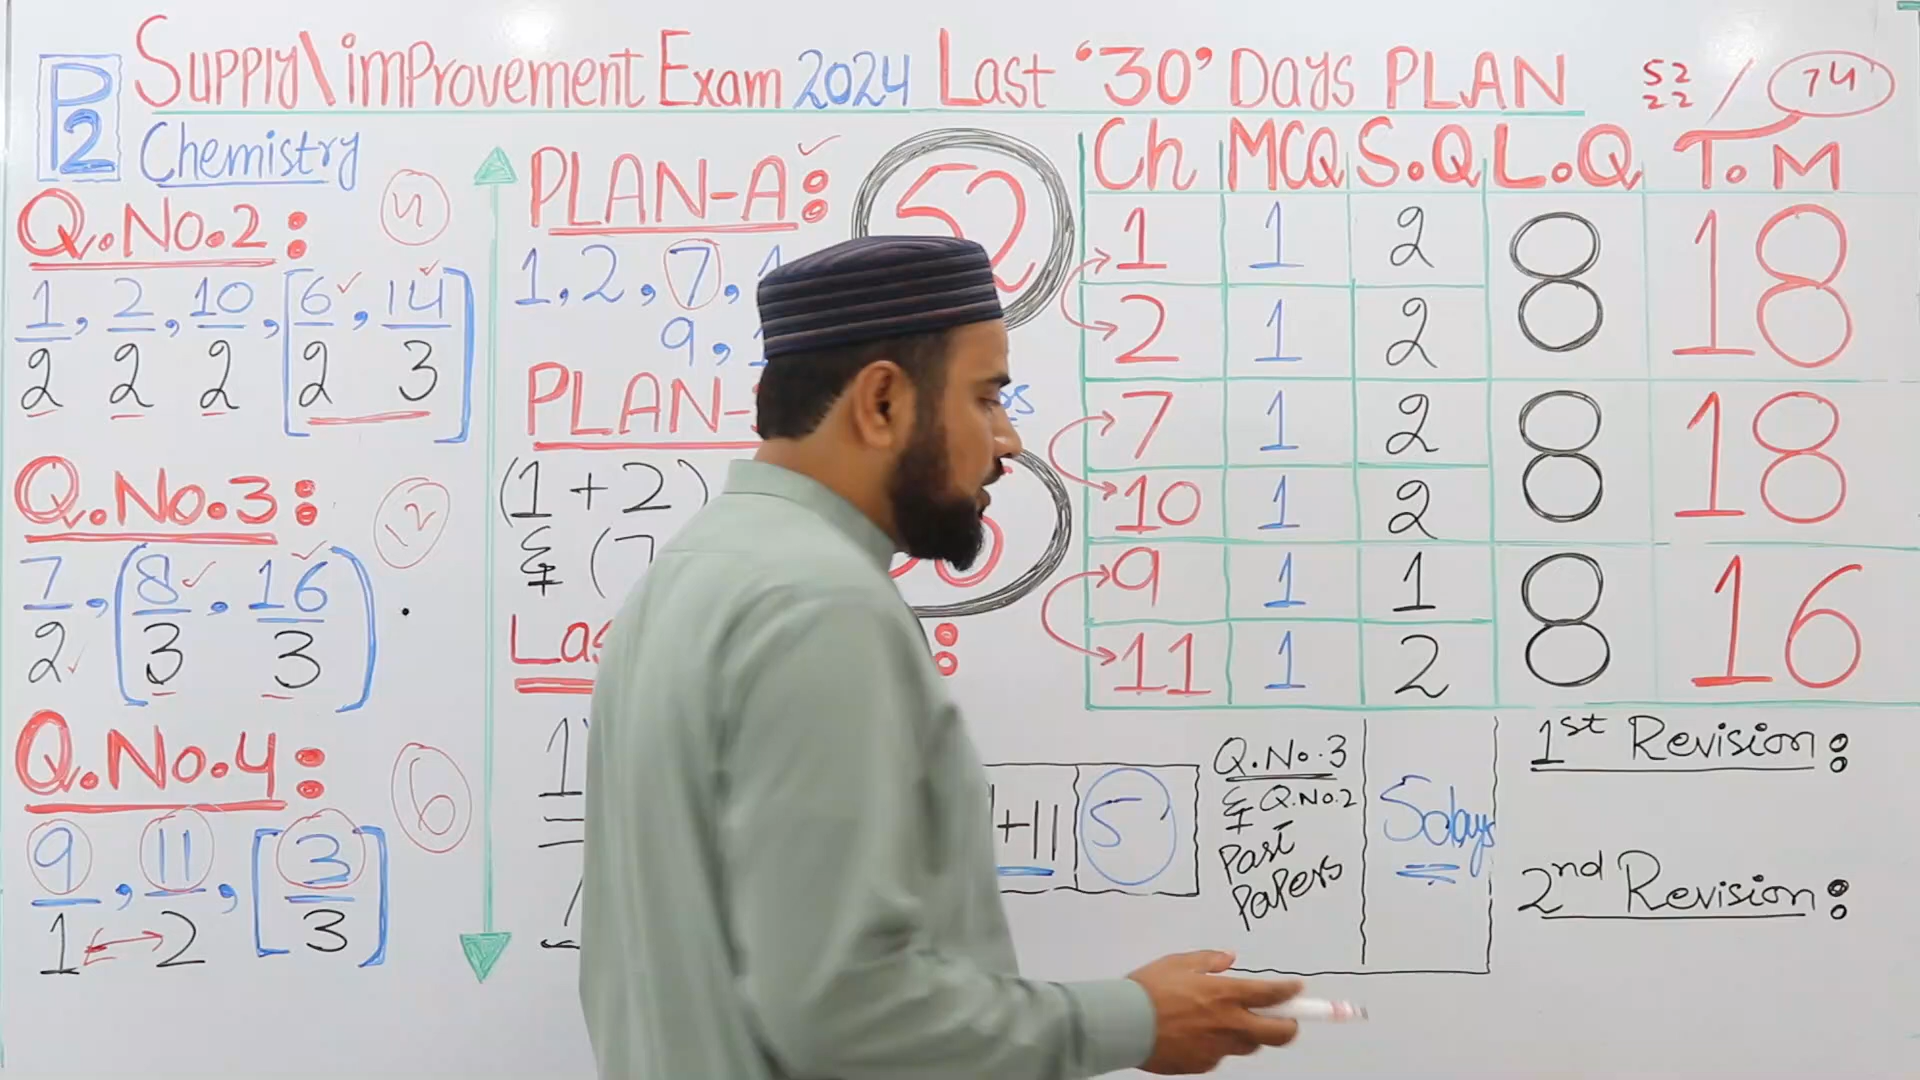 P2 Supply\improvement Exam 2024 Last '30' Days PLAN
52
22 / 74
Chemistry
Q.No.2:
1/2, 2/2, 10/2, [6/2, 14/3]
Q.No.3:
12
7/2, (8/3, 16/3)
Q.No.4:
6
9/1, 11/2, [3/3]
PLAN-A:
52
1,2,7,
9,
PLAN-
(1+2)
& (7
:
+11 5
Q.No.3
& Q.No.2
Past
Papers
5days
Ch MCQ S.Q L.Q T.M
1 1 2 8 18
2 1 2
7 1 2 8 18
10 1 2
9 1 1 8 16
11 1 2
1st Revision:
2nd Revision: